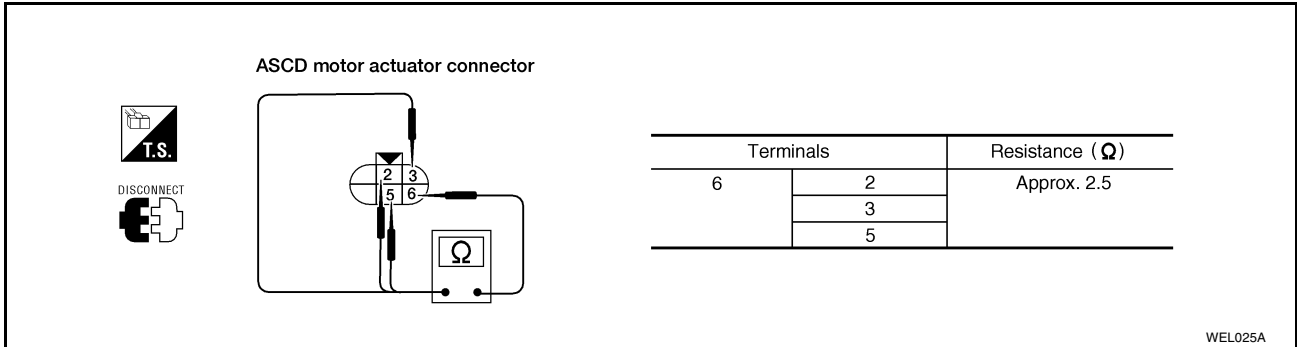 ASCD motor actuator connector
T.S.
DISCONNECT
2 3
5 6
Ω
Terminals Resistance (Ω)
6 2 Approx. 2.5
3
5
WEL025A